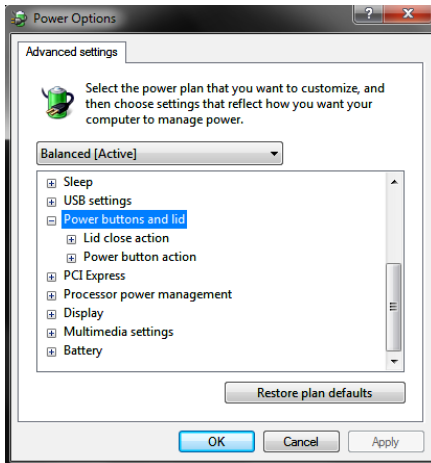 Power Options
?
X
Advanced settings
Select the power plan that you want to customize, and
then choose settings that reflect how you want your
computer to manage power.
Balanced [Active]
Sleep
USB settings
Power buttons and lid
Lid close action
Power button action
PCI Express
Processor power management
Display
Multimedia settings
Battery
Restore plan defaults
OK
Cancel
Apply